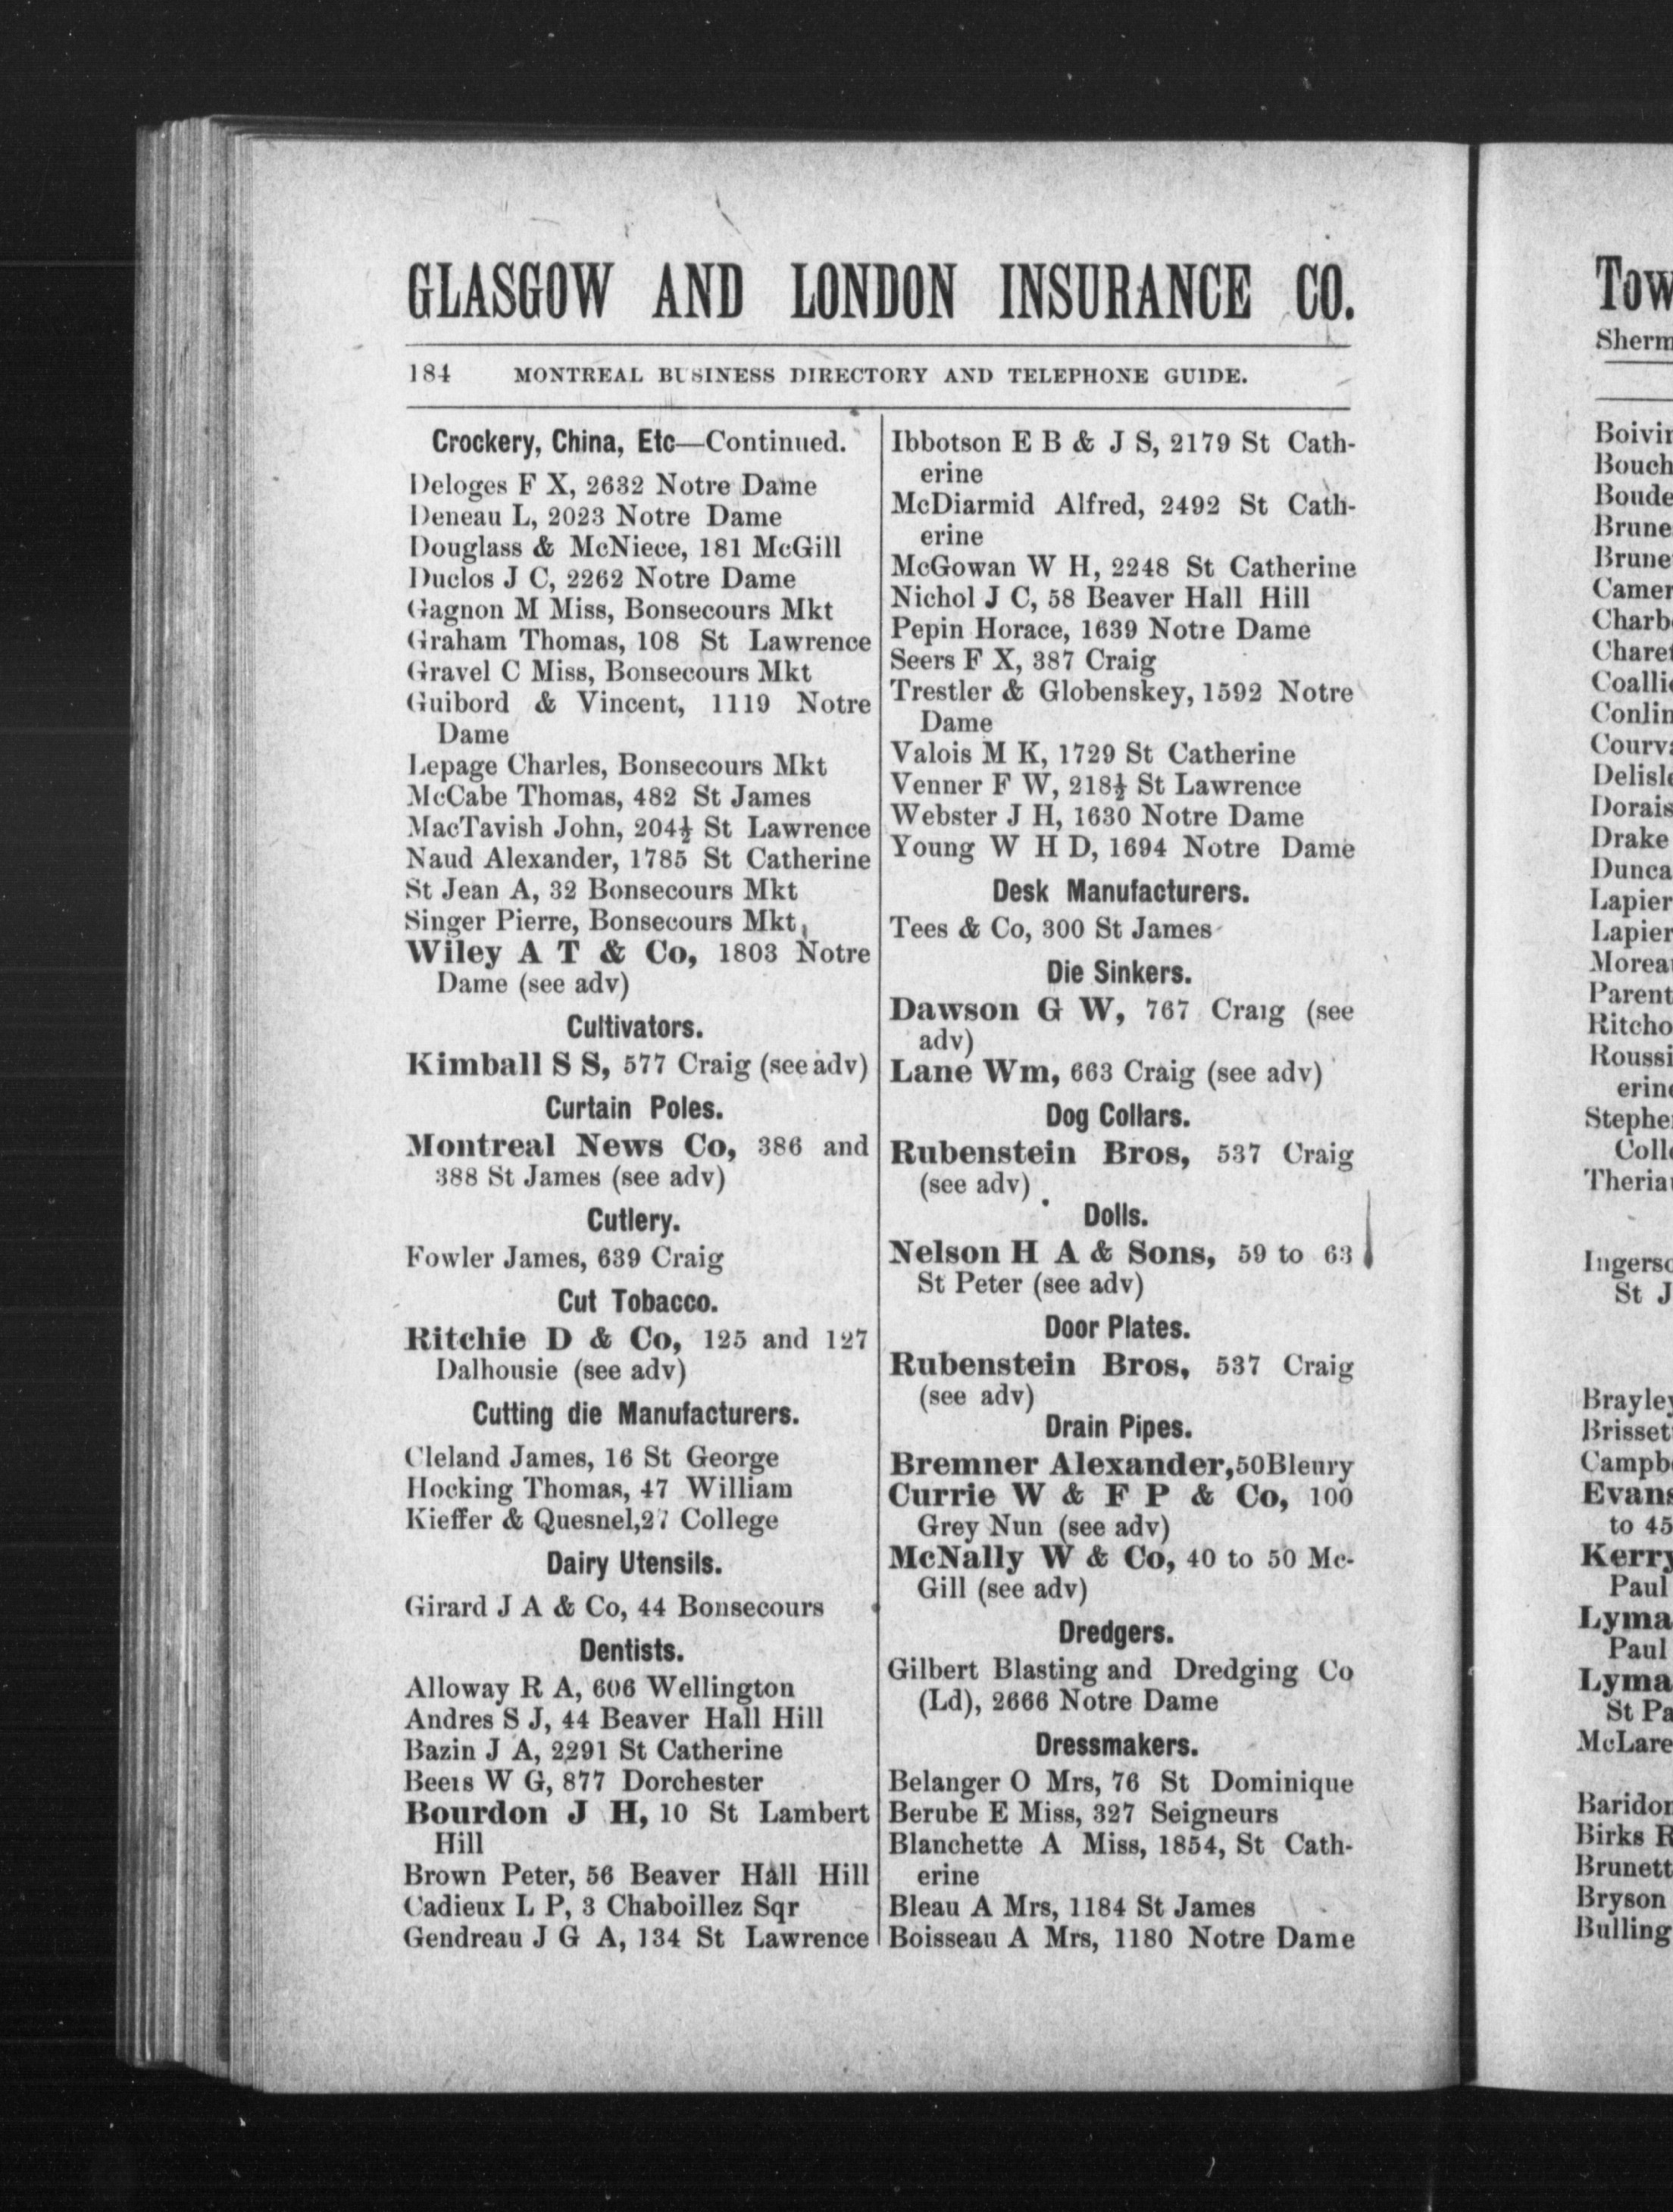 GLASGOW AND LONDON INSURANCE CO.
184 MONTREAL BUSINESS DIRECTORY AND TELEPHONE GUIDE.
Crockery, China, Etc—Continued.
Deloges F X, 2632 Notre Dame
Deneau L, 2023 Notre Dame
Douglass & McNiece, 181 McGill
Duclos J C, 2262 Notre Dame
Gagnon M Miss, Bonsecours Mkt
Graham Thomas, 108 St Lawrence
Gravel C Miss, Bonsecours Mkt
Guibord & Vincent, 1119 Notre
Dame
Lepage Charles, Bonsecours Mkt
McCabe Thomas, 482 St James
MacTavish John, 204½ St Lawrence
Naud Alexander, 1785 St Catherine
St Jean A, 32 Bonsecours Mkt
Singer Pierre, Bonsecours Mkt,
Wiley A T & Co, 1803 Notre
Dame (see adv)
Cultivators.
Kimball S S, 577 Craig (see adv)
Curtain Poles.
Montreal News Co, 386 and
388 St James (see adv)
Cutlery.
Fowler James, 639 Craig
Cut Tobacco.
Ritchie D & Co, 125 and 127
Dalhousie (see adv)
Cutting die Manufacturers.
Cleland James, 16 St George
Hocking Thomas, 47 William
Kieffer & Quesnel,27 College
Dairy Utensils.
Girard J A & Co, 44 Bonsecours
Dentists.
Alloway R A, 606 Wellington
Andres S J, 44 Beaver Hall Hill
Bazin J A, 2291 St Catherine
Beers W G, 877 Dorchester
Bourdon J H, 10 St Lambert
Hill
Brown Peter, 56 Beaver Hall Hill
Cadieux L P, 3 Chaboillez Sqr
Gendreau J G A, 134 St Lawrence
Ibbotson E B & J S, 2179 St Cath-
erine
McDiarmid Alfred, 2492 St Cath-
erine
McGowan W H, 2248 St Catherine
Nichol J C, 58 Beaver Hall Hill
Pepin Horace, 1639 Notre Dame
Seers F X, 387 Craig
Trestler & Globenskey, 1592 Notre
Dame
Valois M K, 1729 St Catherine
Venner F W, 218½ St Lawrence
Webster J H, 1630 Notre Dame
Young W H D, 1694 Notre Dame
Desk Manufacturers.
Tees & Co, 300 St James
Die Sinkers.
Dawson G W, 767 Craig (see
adv)
Lane Wm, 663 Craig (see adv)
Dog Collars.
Rubenstein Bros, 537 Craig
(see adv)
Dolls.
Nelson H A & Sons, 59 to 63
St Peter (see adv)
Door Plates.
Rubenstein Bros, 537 Craig
(see adv)
Drain Pipes.
Bremner Alexander,50Bleury
Currie W & F P & Co, 100
Grey Nun (see adv)
McNally W & Co, 40 to 50 Mc-
Gill (see adv)
Dredgers.
Gilbert Blasting and Dredging Co
(Ld), 2666 Notre Dame
Dressmakers.
Belanger O Mrs, 76 St Dominique
Berube E Miss, 327 Seigneurs
Blanchette A Miss, 1854, St Cath-
erine
Bleau A Mrs, 1184 St James
Boisseau A Mrs, 1180 Notre Dame